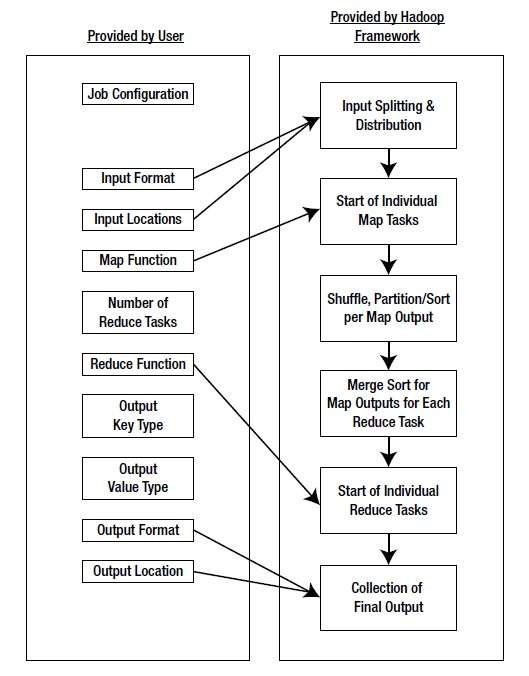 Provided by User
Job Configuration
Input Format
Input Locations
Map Function
Number of
Reduce Tasks
Reduce Function
Output
Key Type
Output
Value Type
Output Format
Output Location
Provided by Hadoop
Framework
Input Splitting &
Distribution
Start of Individual
Map Tasks
Shuffle, Partition/Sort
per Map Output
Merge Sort for
Map Outputs for Each
Reduce Task
Start of Individual
Reduce Tasks
Collection of
Final Output